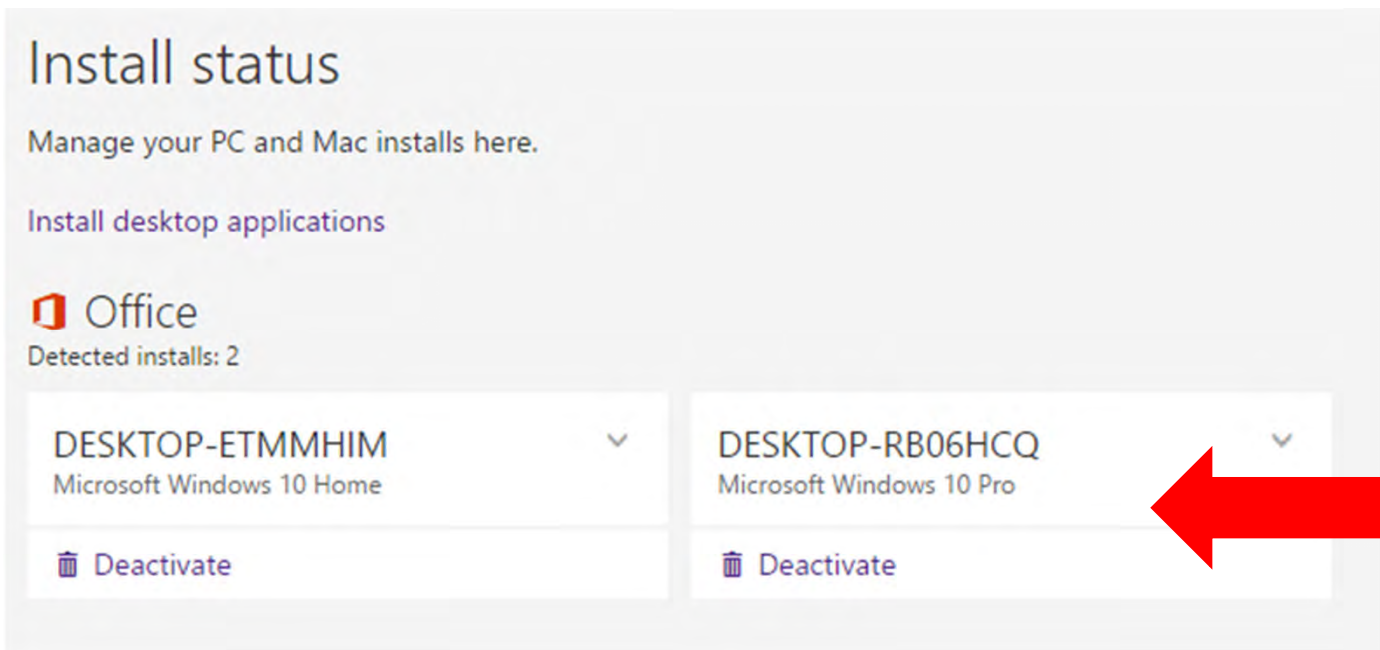 Install status
Manage your PC and Mac installs here.
Install desktop applications
Office
Detected installs: 2
DESKTOP-ETMMHIM
Microsoft Windows 10 Home
Deactivate
DESKTOP-RB06HCQ
Microsoft Windows 10 Pro
Deactivate